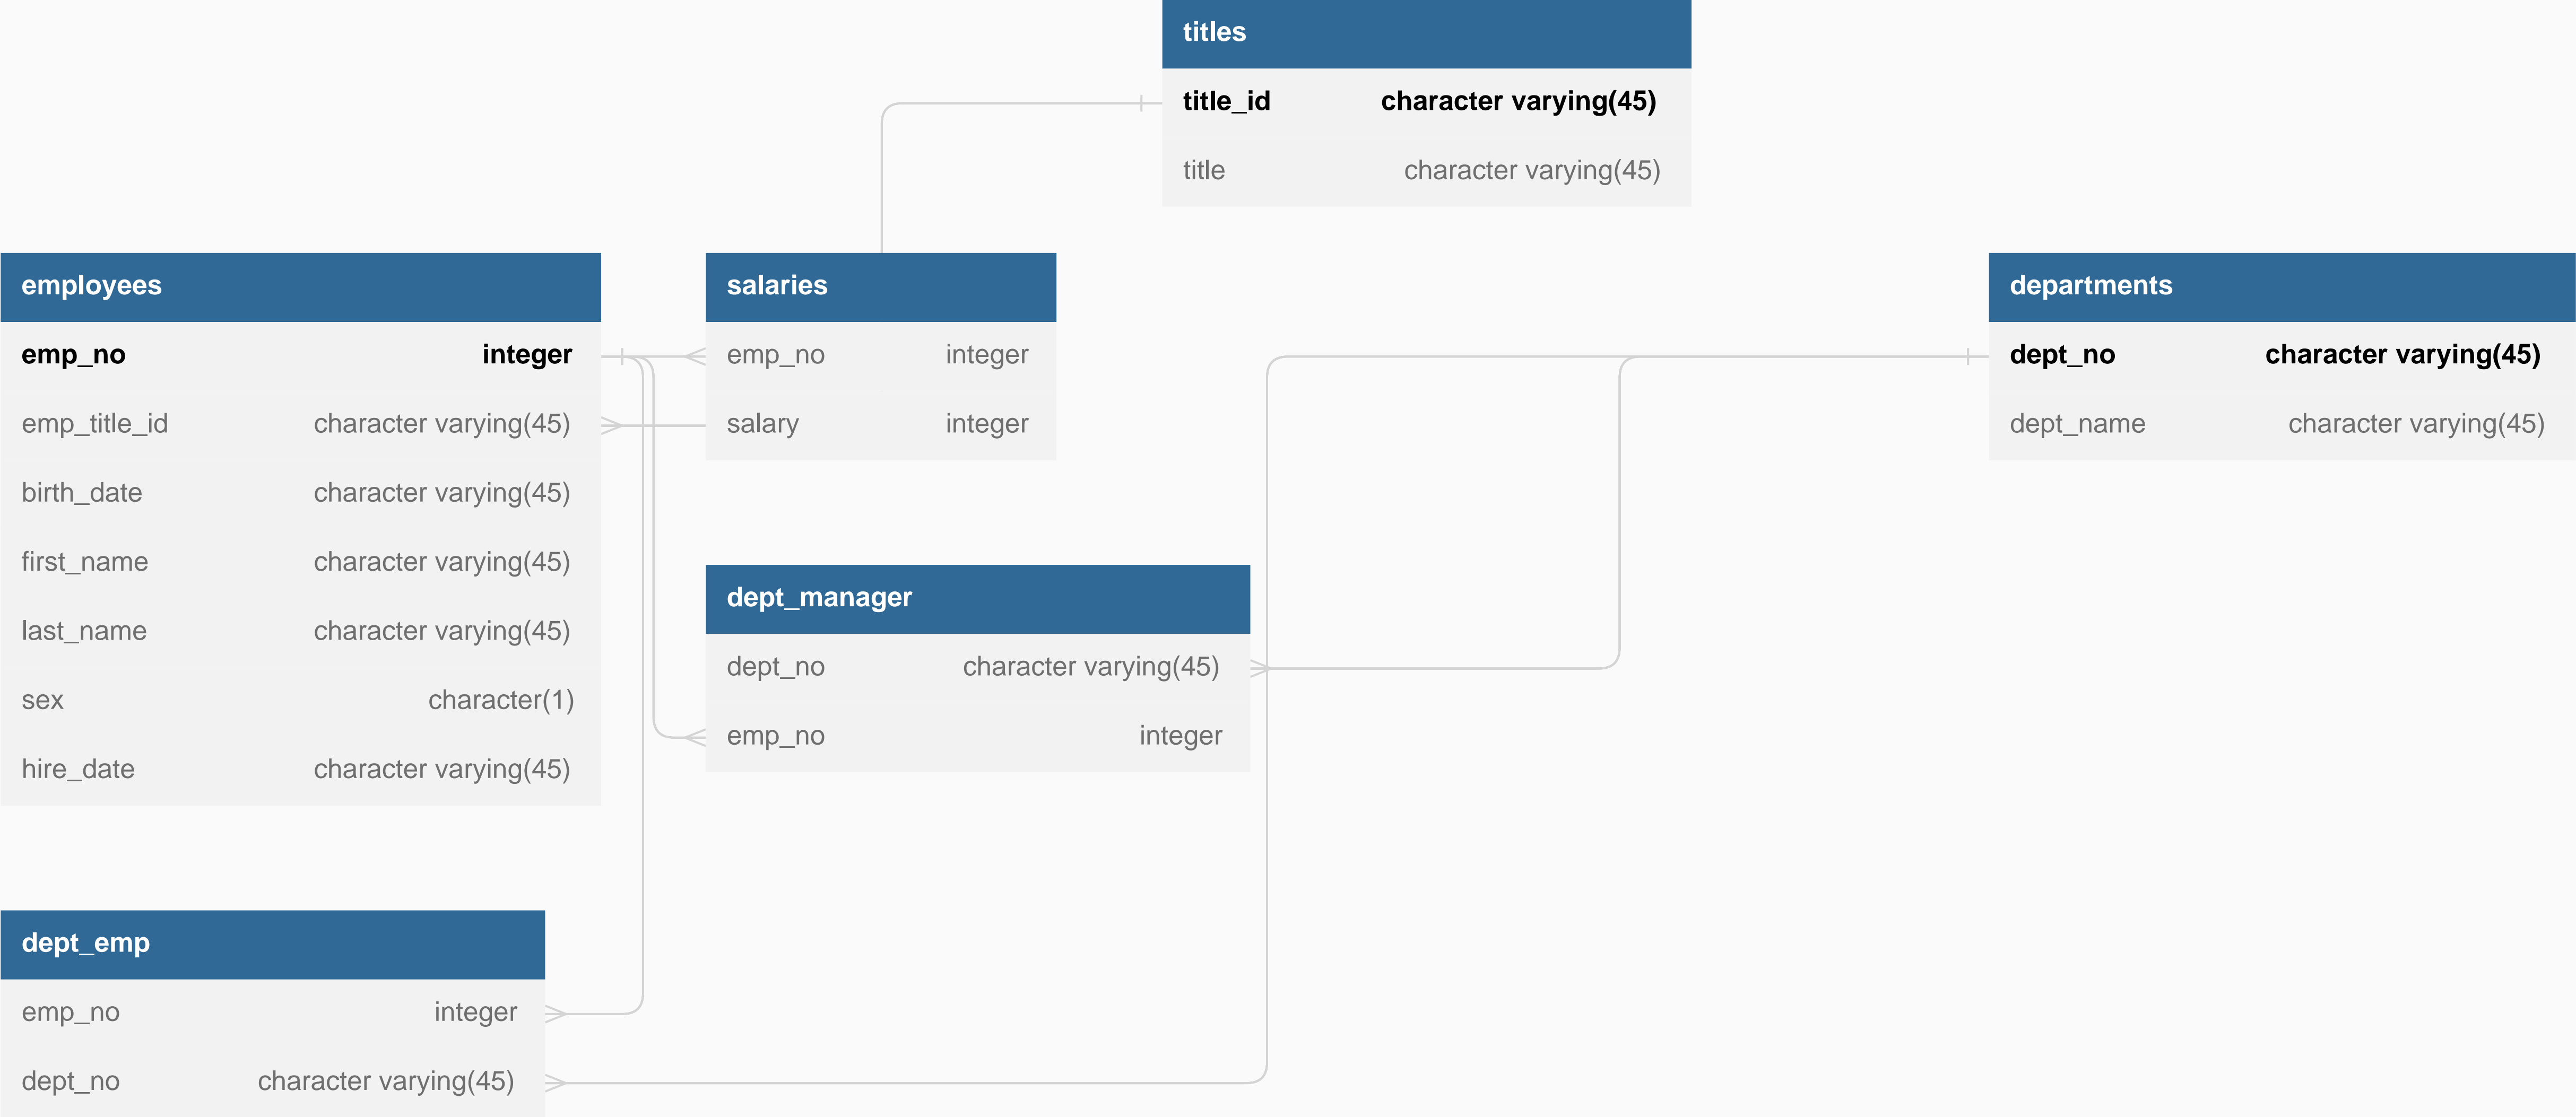 titles
title_id character varying(45)
title character varying(45)
employees
emp_no integer
emp_title_id character varying(45)
birth_date character varying(45)
first_name character varying(45)
last_name character varying(45)
sex character(1)
hire_date character varying(45)
salaries
emp_no integer
salary integer
departments
dept_no character varying(45)
dept_name character varying(45)
dept_manager
dept_no character varying(45)
emp_no integer
dept_emp
emp_no integer
dept_no character varying(45)